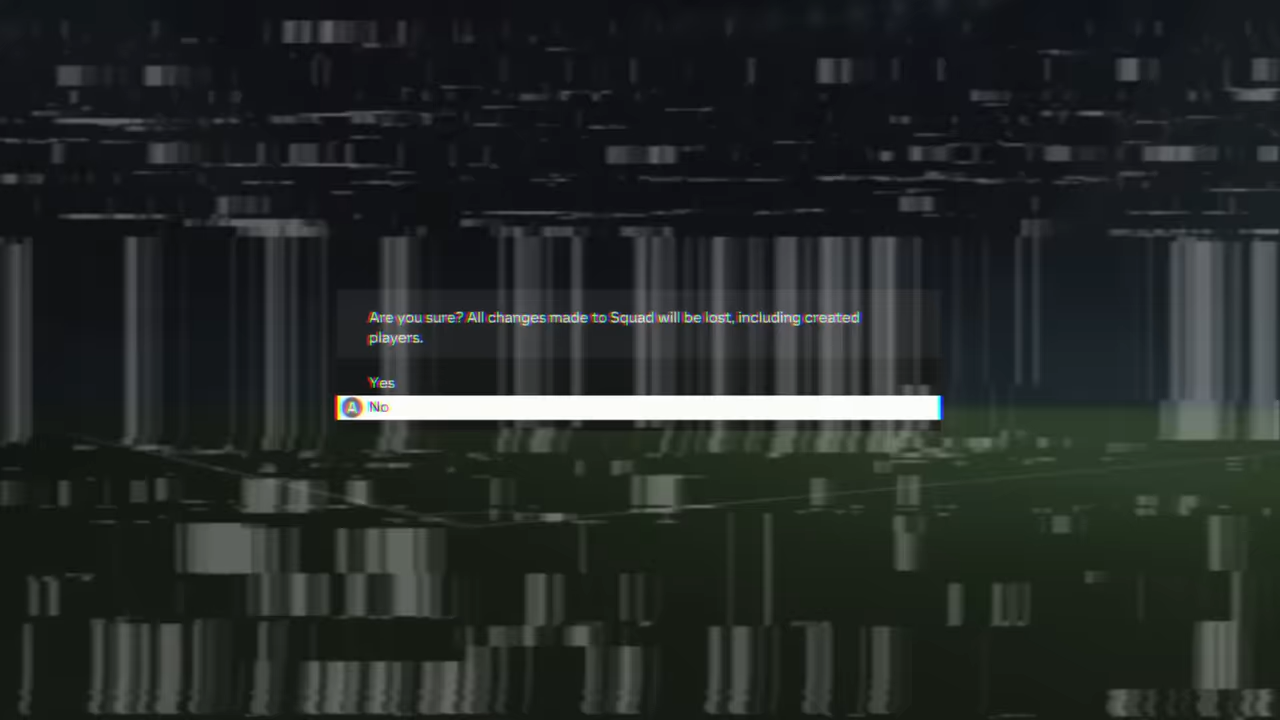 Are you sure? All changes made to Squad will be lost, including created
players.
Yes
A No